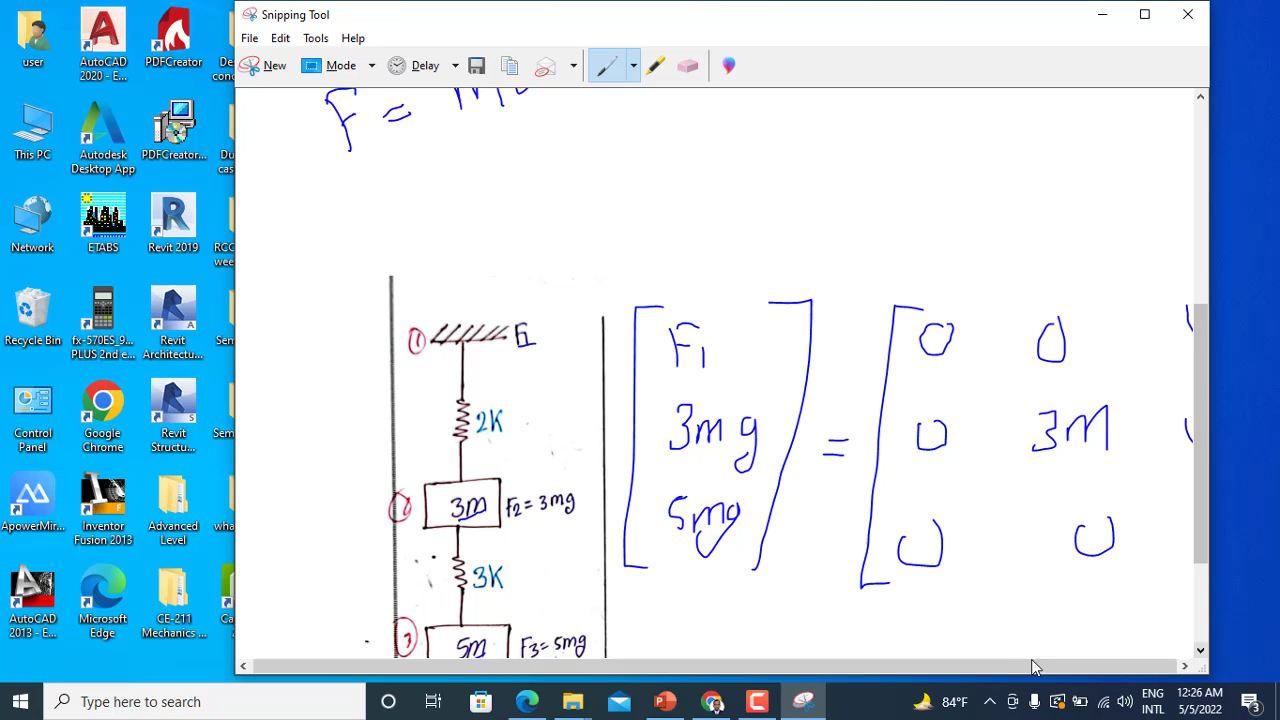 user
AutoCAD 2020 - E...
PDFCreator
This PC
Autodesk Desktop App
PDFCreator...
Network
ETABS
Revit 2019
Recycle Bin
fx-570ES_9... PLUS 2nd e...
Revit Architectu...
Control Panel
Google Chrome
Revit Structu...
ApowerMir...
Inventor Fusion 2013
Advanced Level
AutoCAD 2013 - E...
Microsoft Edge
CE-211 Mechanics ...
Snipping Tool
File Edit Tools Help
New Mode Delay
F =
① F1
2K
3m F2 = 3mg
3K
③ 5m F3 = 5mg
F1 0 0
3mg = 0 3M
5mg 0 0
Type here to search
84°F
ENG INTL
12:26 AM
5/5/2022
3